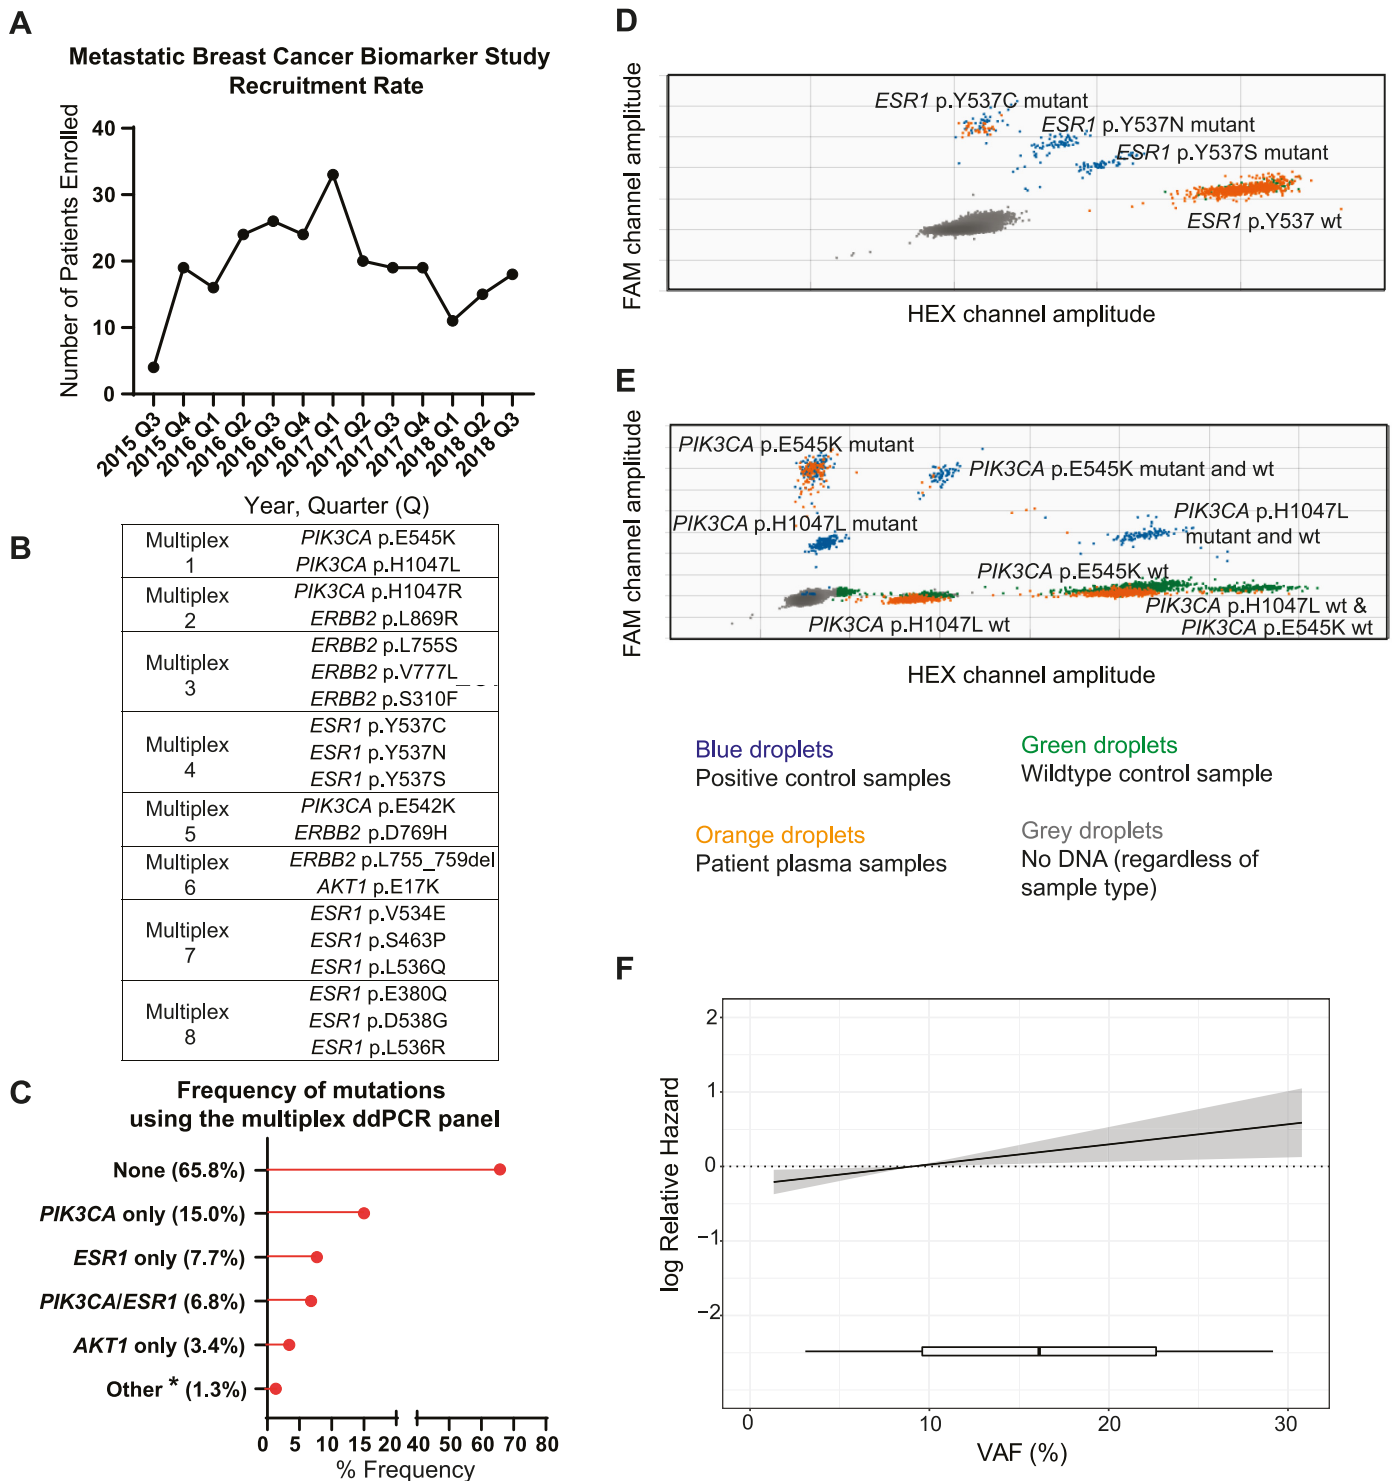 A
Metastatic Breast Cancer Biomarker Study
Recruitment Rate
Number of Patients Enrolled
40
30
20
10
0
2015 Q3
2015 Q4
2016 Q1
2016 Q2
2016 Q3
2016 Q4
2017 Q1
2017 Q2
2017 Q3
2017 Q4
2018 Q1
2018 Q2
2018 Q3
Year, Quarter (Q)
B
Multiplex
1
PIK3CA p.E545K
PIK3CA p.H1047L
Multiplex
2
PIK3CA p.H1047R
ERBB2 p.L869R
Multiplex
3
ERBB2 p.L755S
ERBB2 p.V777L
ERBB2 p.S310F
Multiplex
4
ESR1 p.Y537C
ESR1 p.Y537N
ESR1 p.Y537S
Multiplex
5
PIK3CA p.E542K
ERBB2 p.D769H
Multiplex
6
ERBB2 p.L755_759del
AKT1 p.E17K
Multiplex
7
ESR1 p.V534E
ESR1 p.S463P
ESR1 p.L536Q
Multiplex
8
ESR1 p.E380Q
ESR1 p.D538G
ESR1 p.L536R
C
Frequency of mutations
using the multiplex ddPCR panel
None (65.8%)
PIK3CA only (15.0%)
ESR1 only (7.7%)
PIK3CA/ESR1 (6.8%)
AKT1 only (3.4%)
Other * (1.3%)
0 5 10 15 20 40 50 60 70 80
% Frequency
D
FAM channel amplitude
ESR1 p.Y537C mutant
ESR1 p.Y537N mutant
ESR1 p.Y537S mutant
ESR1 p.Y537 wt
HEX channel amplitude
E
FAM channel amplitude
PIK3CA p.E545K mutant
PIK3CA p.E545K mutant and wt
PIK3CA p.H1047L mutant
PIK3CA p.H1047L
mutant and wt
PIK3CA p.E545K wt
PIK3CA p.H1047L wt
PIK3CA p.H1047L wt &
PIK3CA p.E545K wt
HEX channel amplitude
Blue droplets
Positive control samples
Green droplets
Wildtype control sample
Orange droplets
Patient plasma samples
Grey droplets
No DNA (regardless of
sample type)
F
log Relative Hazard
2
1
0
−1
−2
0 10 20 30
VAF (%)